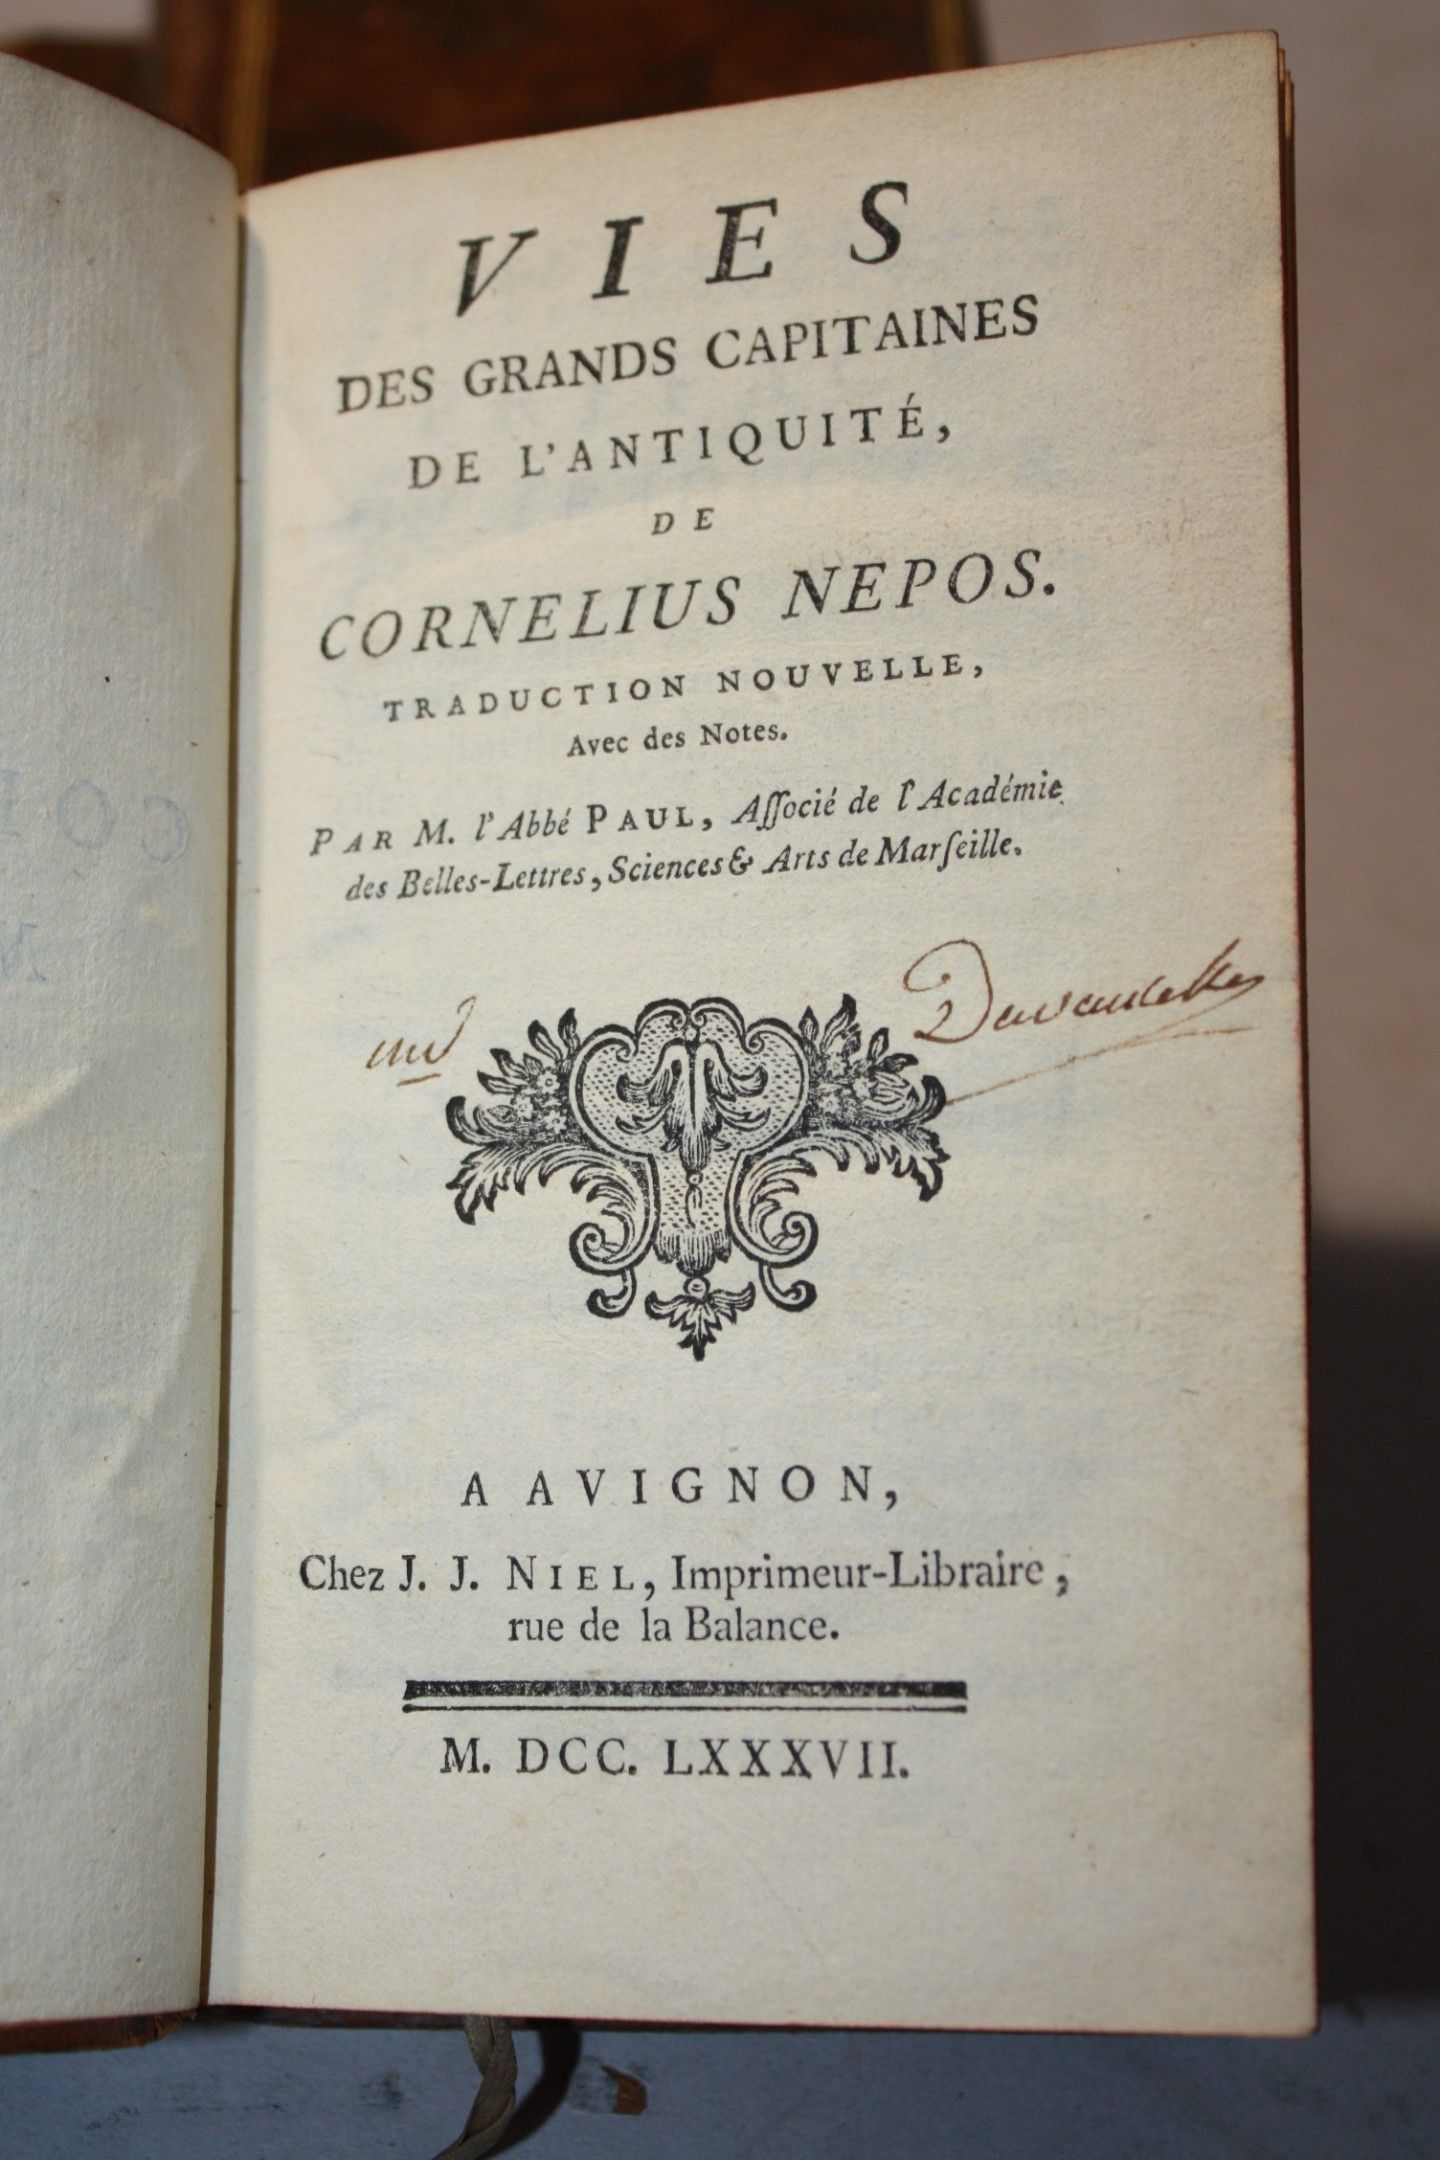 VIES
DES GRANDS CAPITAINES
DE L'ANTIQUITÉ,
DE
CORNELIUS NEPOS.
TRADUCTION NOUVELLE,
Avec des Notes.
PAR M. l'Abbé PAUL, Aſſocié de l'Académie
des Belles-Lettres, Sciences & Arts de Marſeille.
A AVIGNON,
Chez J. J. NIEL, Imprimeur-Libraire,
rue de la Balance.
M. DCC. LXXXVII.